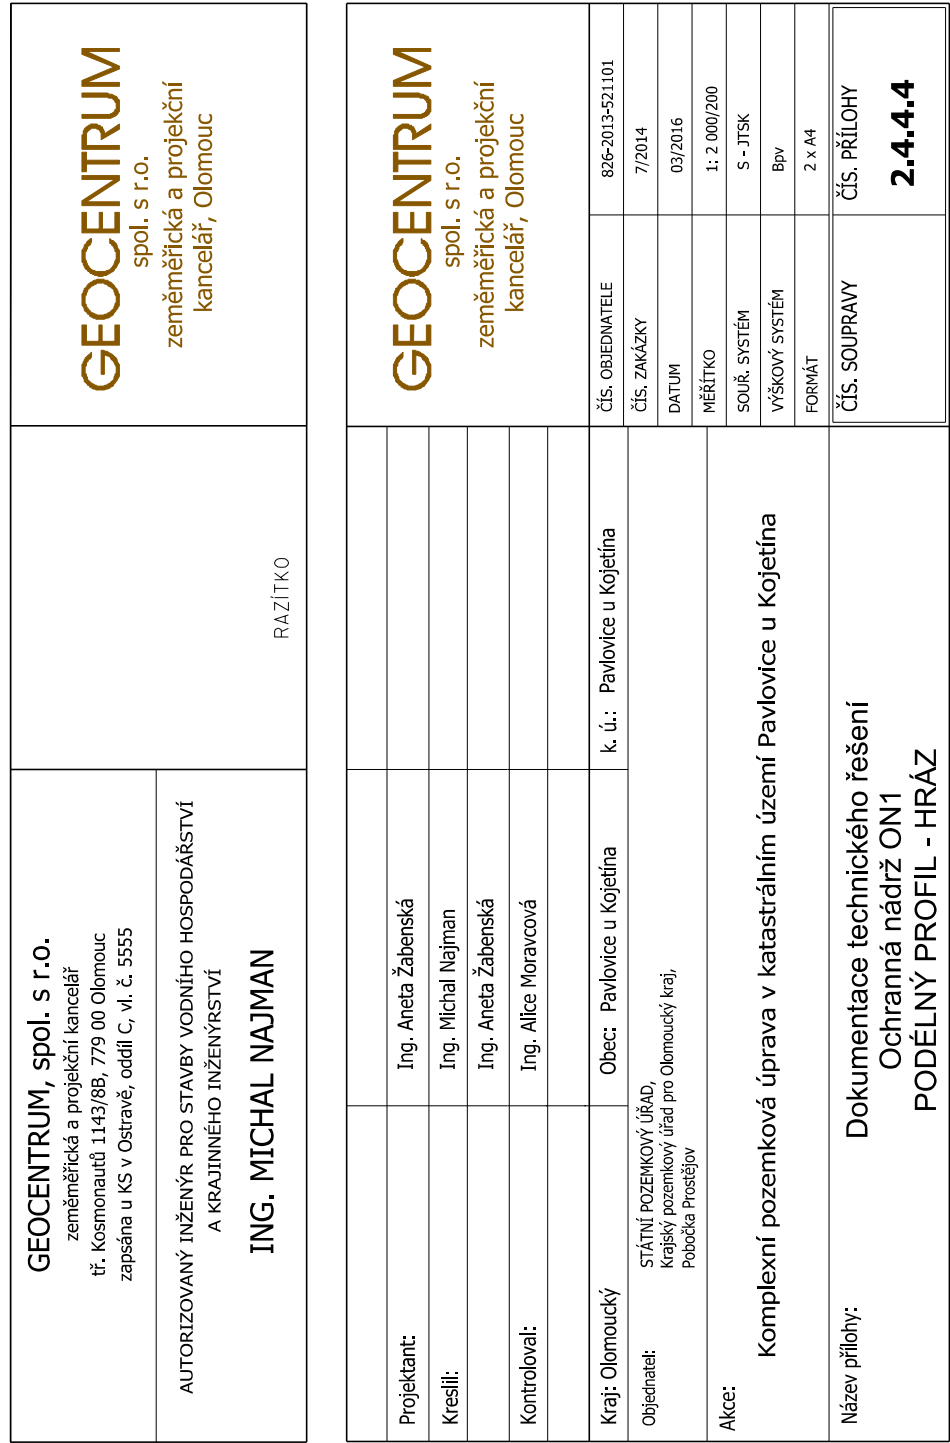 GEOCENTRUM, spol. s r.o.
zeměměřická a projekční kancelář
tř. Kosmonautů 1143/8B, 779 00 Olomouc
zapsána u KS v Ostravě, oddíl C, vl. č. 5555
AUTORIZOVANÝ INŽENÝR PRO STAVBY VODNÍHO HOSPODÁŘSTVÍ
A KRAJINNÉHO INŽENÝRSTVÍ
ING. MICHAL NAJMAN
RAZÍTKO
GEOCENTRUM
spol. s r.o.
zeměměřická a projekční
kancelář, Olomouc
Projektant: Ing. Aneta Žabenská
Kreslil: Ing. Michal Najman
Ing. Aneta Žabenská
Kontroloval: Ing. Alice Moravcová
GEOCENTRUM
spol. s r.o.
zeměměřická a projekční
kancelář, Olomouc
Kraj: Olomoucký Obec: Pavlovice u Kojetína k. ú.: Pavlovice u Kojetína
Objednatel: STÁTNÍ POZEMKOVÝ ÚŘAD,
Krajský pozemkový úřad pro Olomoucký kraj,
Pobočka Prostějov
Akce:
Komplexní pozemková úprava v katastrálním území Pavlovice u Kojetína
ČÍS. OBJEDNATELE 826-2013-521101
ČÍS. ZAKÁZKY 7/2014
DATUM 03/2016
MĚŘÍTKO 1: 2 000/200
SOUŘ. SYSTÉM S - JTSK
VÝŠKOVÝ SYSTÉM Bpv
FORMÁT 2 x A4
Název přílohy:
Dokumentace technického řešení
Ochranná nádrž ON1
PODÉLNÝ PROFIL - HRÁZ
ČÍS. SOUPRAVY ČÍS. PŘÍLOHY
2.4.4.4